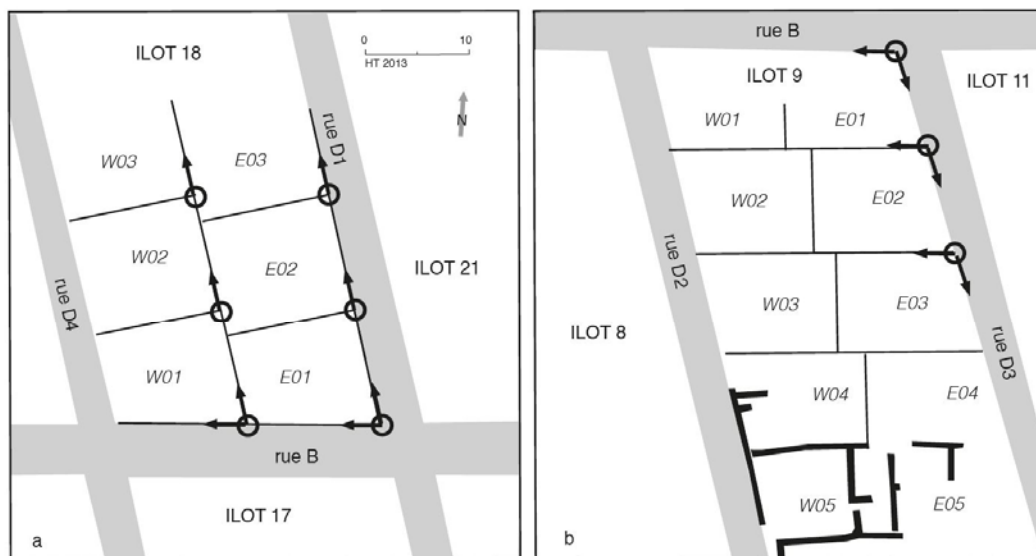 ILOT 18
0 10
HT 2013
N
rue D1
W03
E03
W02
E02
ILOT 21
rue D4
W01
E01
rue B
ILOT 17
a
rue B
ILOT 9
ILOT 11
W01
E01
W02
E02
rue D2
W03
E03
ILOT 8
rue D3
W04
E04
W05
E05
b